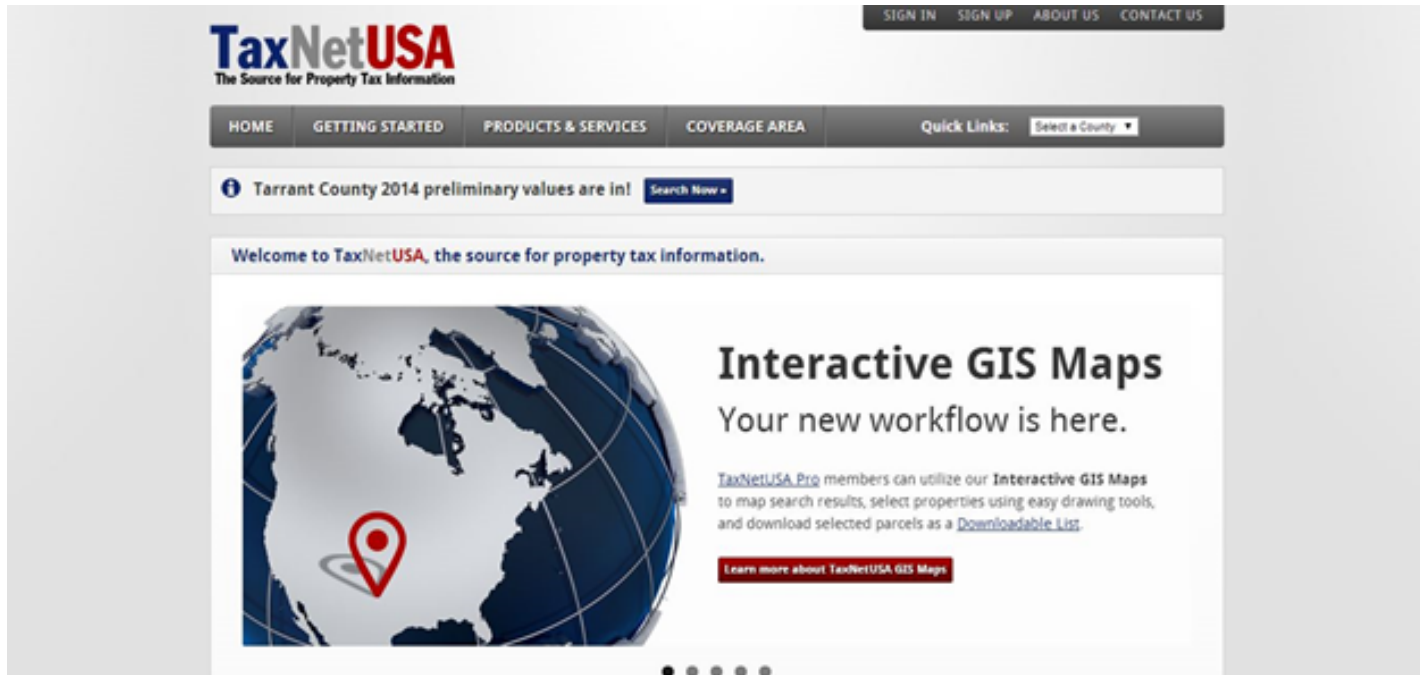 SIGN IN SIGN UP ABOUT US CONTACT US
TaxNetUSA
The Source for Property Tax Information
HOME GETTING STARTED PRODUCTS & SERVICES COVERAGE AREA Quick Links: Select a County
Tarrant County 2014 preliminary values are in! Search Now »
Welcome to TaxNetUSA, the source for property tax information.
Interactive GIS Maps
Your new workflow is here.
TaxNetUSA Pro members can utilize our Interactive GIS Maps
to map search results, select properties using easy drawing tools,
and download selected parcels as a Downloadable List.
Learn more about TaxNetUSA GIS Maps